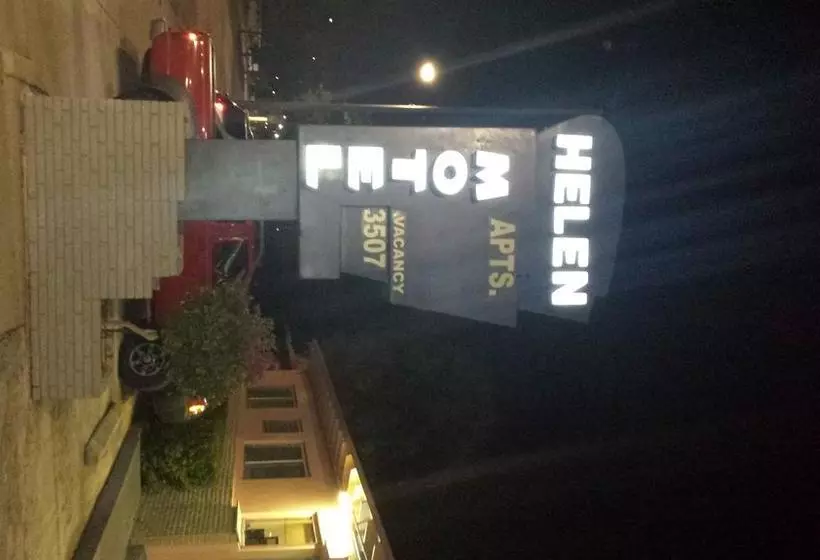 HELEN
MOTEL
APTS.
VACANCY
3507